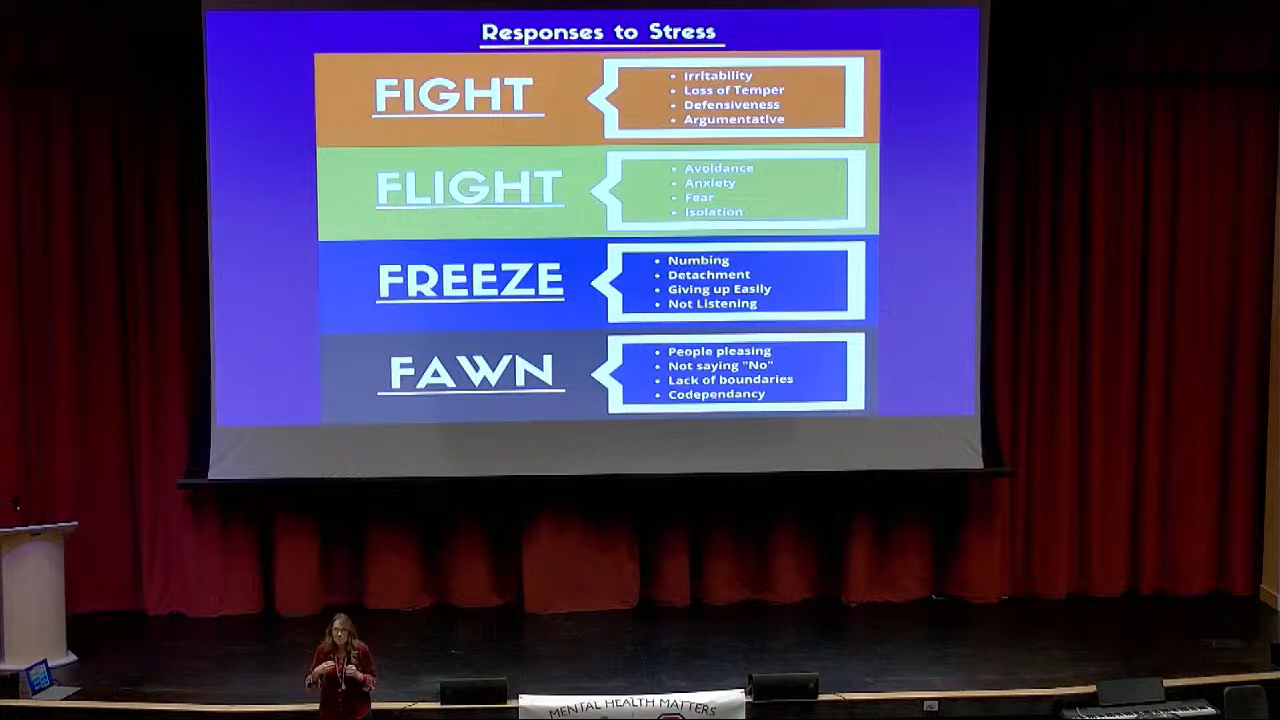 Responses to Stress
FIGHT
• Irritability
• Loss of Temper
• Defensiveness
• Argumentative
FLIGHT
• Avoidance
• Anxiety
• Fear
• Isolation
FREEZE
• Numbing
• Detachment
• Giving up Easily
• Not Listening
FAWN
• People pleasing
• Not saying "No"
• Lack of boundaries
• Codependancy
MENTAL HEALTH MATTERS